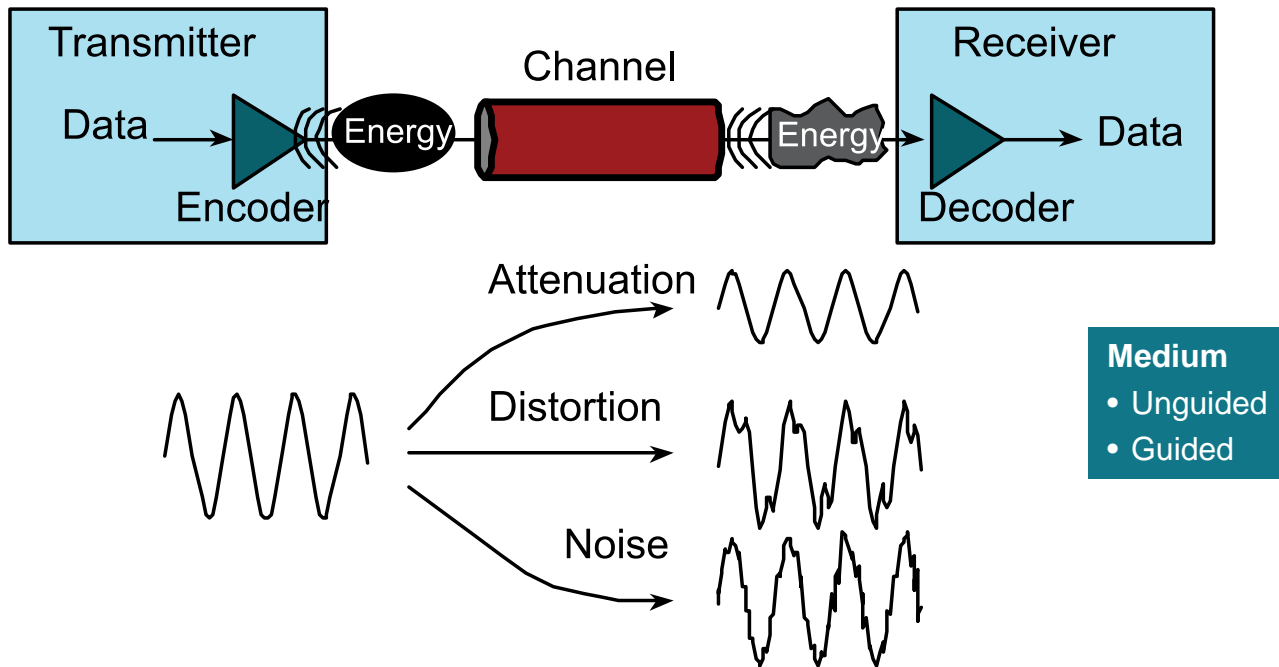 Transmitter
Receiver
Channel
Data
Energy
Energy
Data
Encoder
Decoder
Attenuation
Distortion
Noise
Medium
• Unguided
• Guided